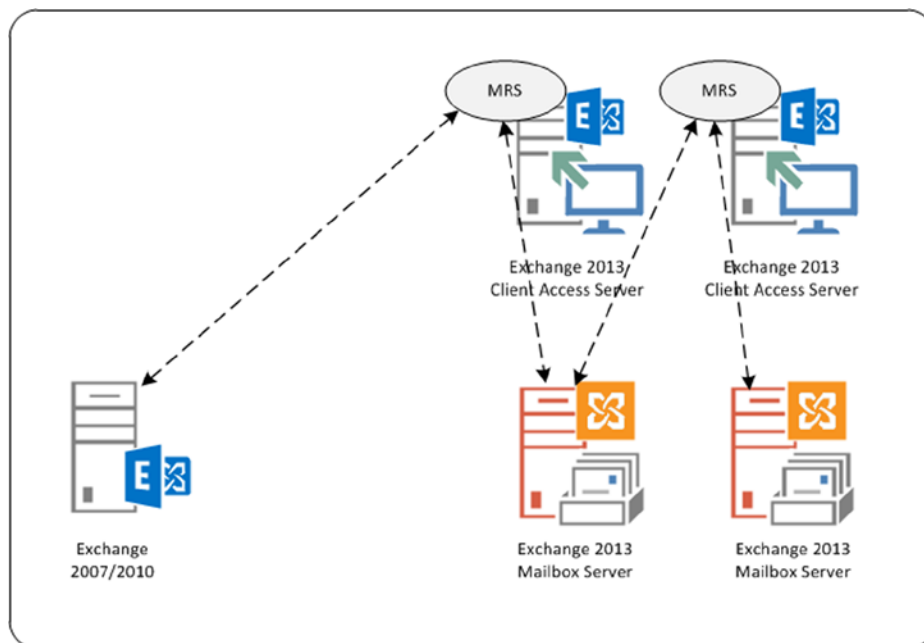 MRS
MRS
E
E
Exchange 2013
Client Access Server
Exchange 2013
Client Access Server
E
Exchange
2007/2010
Exchange 2013
Mailbox Server
Exchange 2013
Mailbox Server